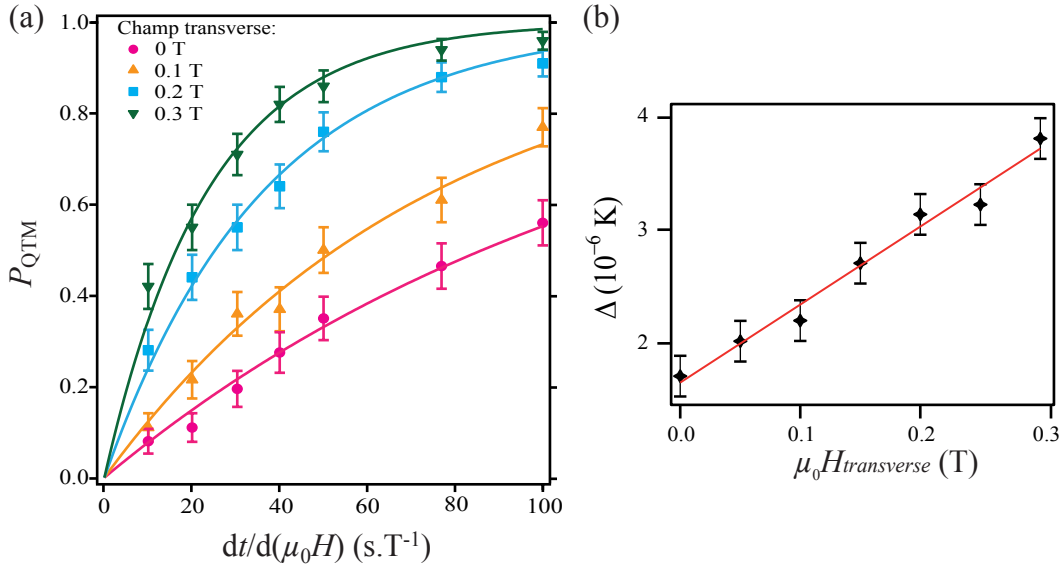 (a)
Champ transverse:
0 T
0.1 T
0.2 T
0.3 T
1.0
0.8
0.6
0.4
0.2
0.0
P_QTM
0 20 40 60 80 100
dt/d(μ₀H) (s.T⁻¹)
(b)
4
3
2
Δ (10⁻⁶ K)
0.0 0.1 0.2 0.3
μ₀Htransverse (T)